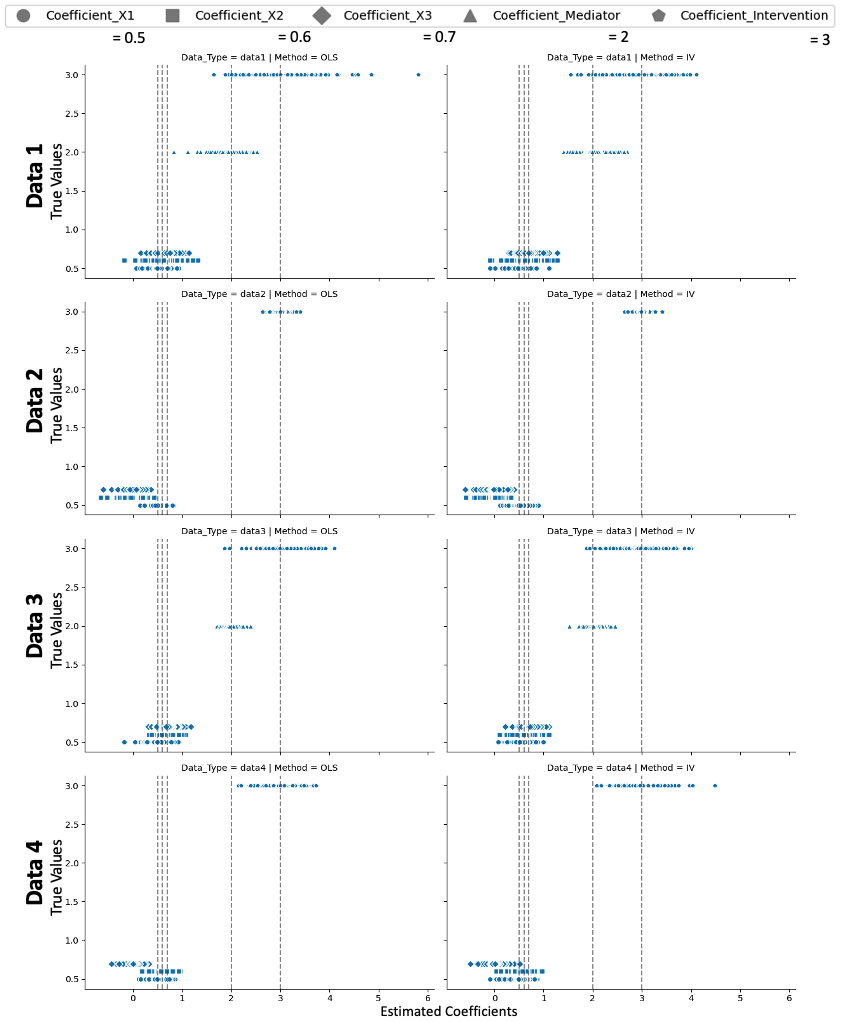 Coefficient_X1 Coefficient_X2 Coefficient_X3 Coefficient_Mediator Coefficient_Intervention
= 0.5 = 0.6 = 0.7 = 2 = 3
Data_Type = data1 | Method = OLS Data_Type = data1 | Method = IV
3.0
2.5
2.0
1.5
1.0
0.5
Data 1
True Values
Data_Type = data2 | Method = OLS Data_Type = data2 | Method = IV
3.0
2.5
2.0
1.5
1.0
0.5
Data 2
True Values
Data_Type = data3 | Method = OLS Data_Type = data3 | Method = IV
3.0
2.5
2.0
1.5
1.0
0.5
Data 3
True Values
Data_Type = data4 | Method = OLS Data_Type = data4 | Method = IV
3.0
2.5
2.0
1.5
1.0
0.5
Data 4
True Values
0 1 2 3 4 5 6 0 1 2 3 4 5 6
Estimated Coefficients